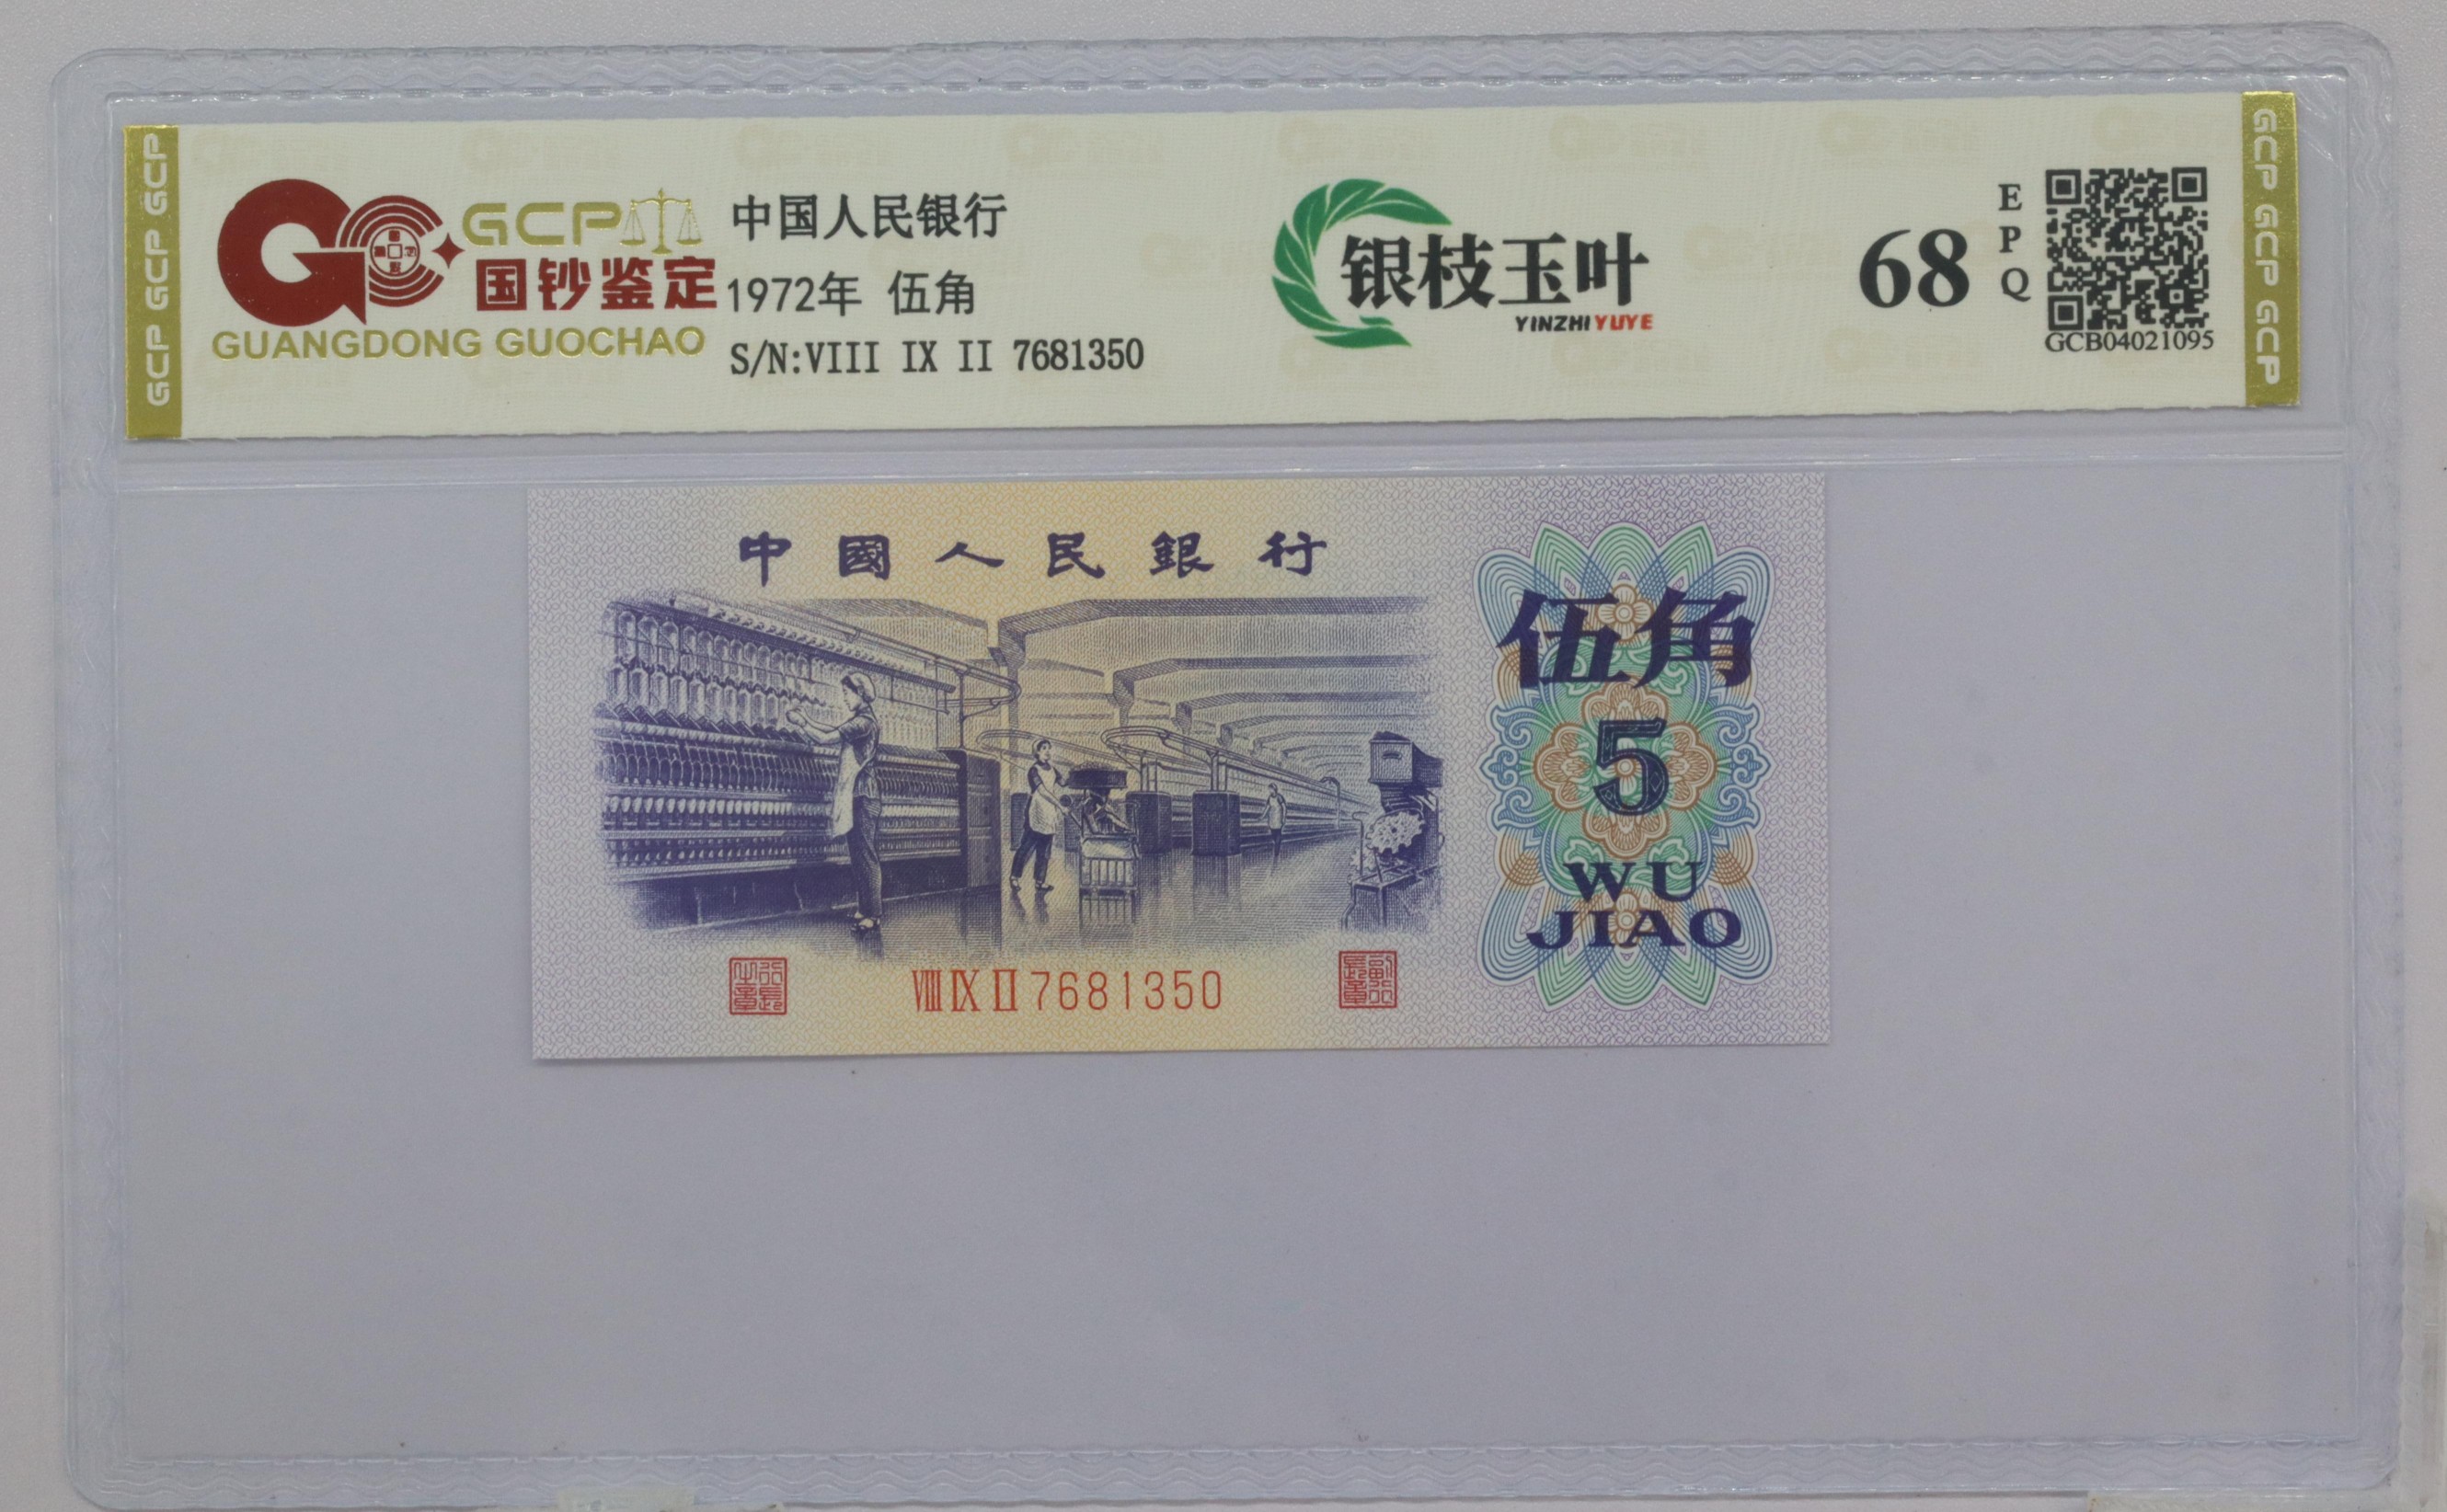 GCP GCP GCP
GCP
国钞鉴定
GUANGDONG GUOCHAO
中国人民银行
1972年 伍角
S/N:VIII IX II 7681350
银枝玉叶
YINZHI YUYE
68
EPQ
GCB04021095
GCP GCP GCP
中國人民銀行
伍角
5
WU
JIAO
VIII IX II 7681350